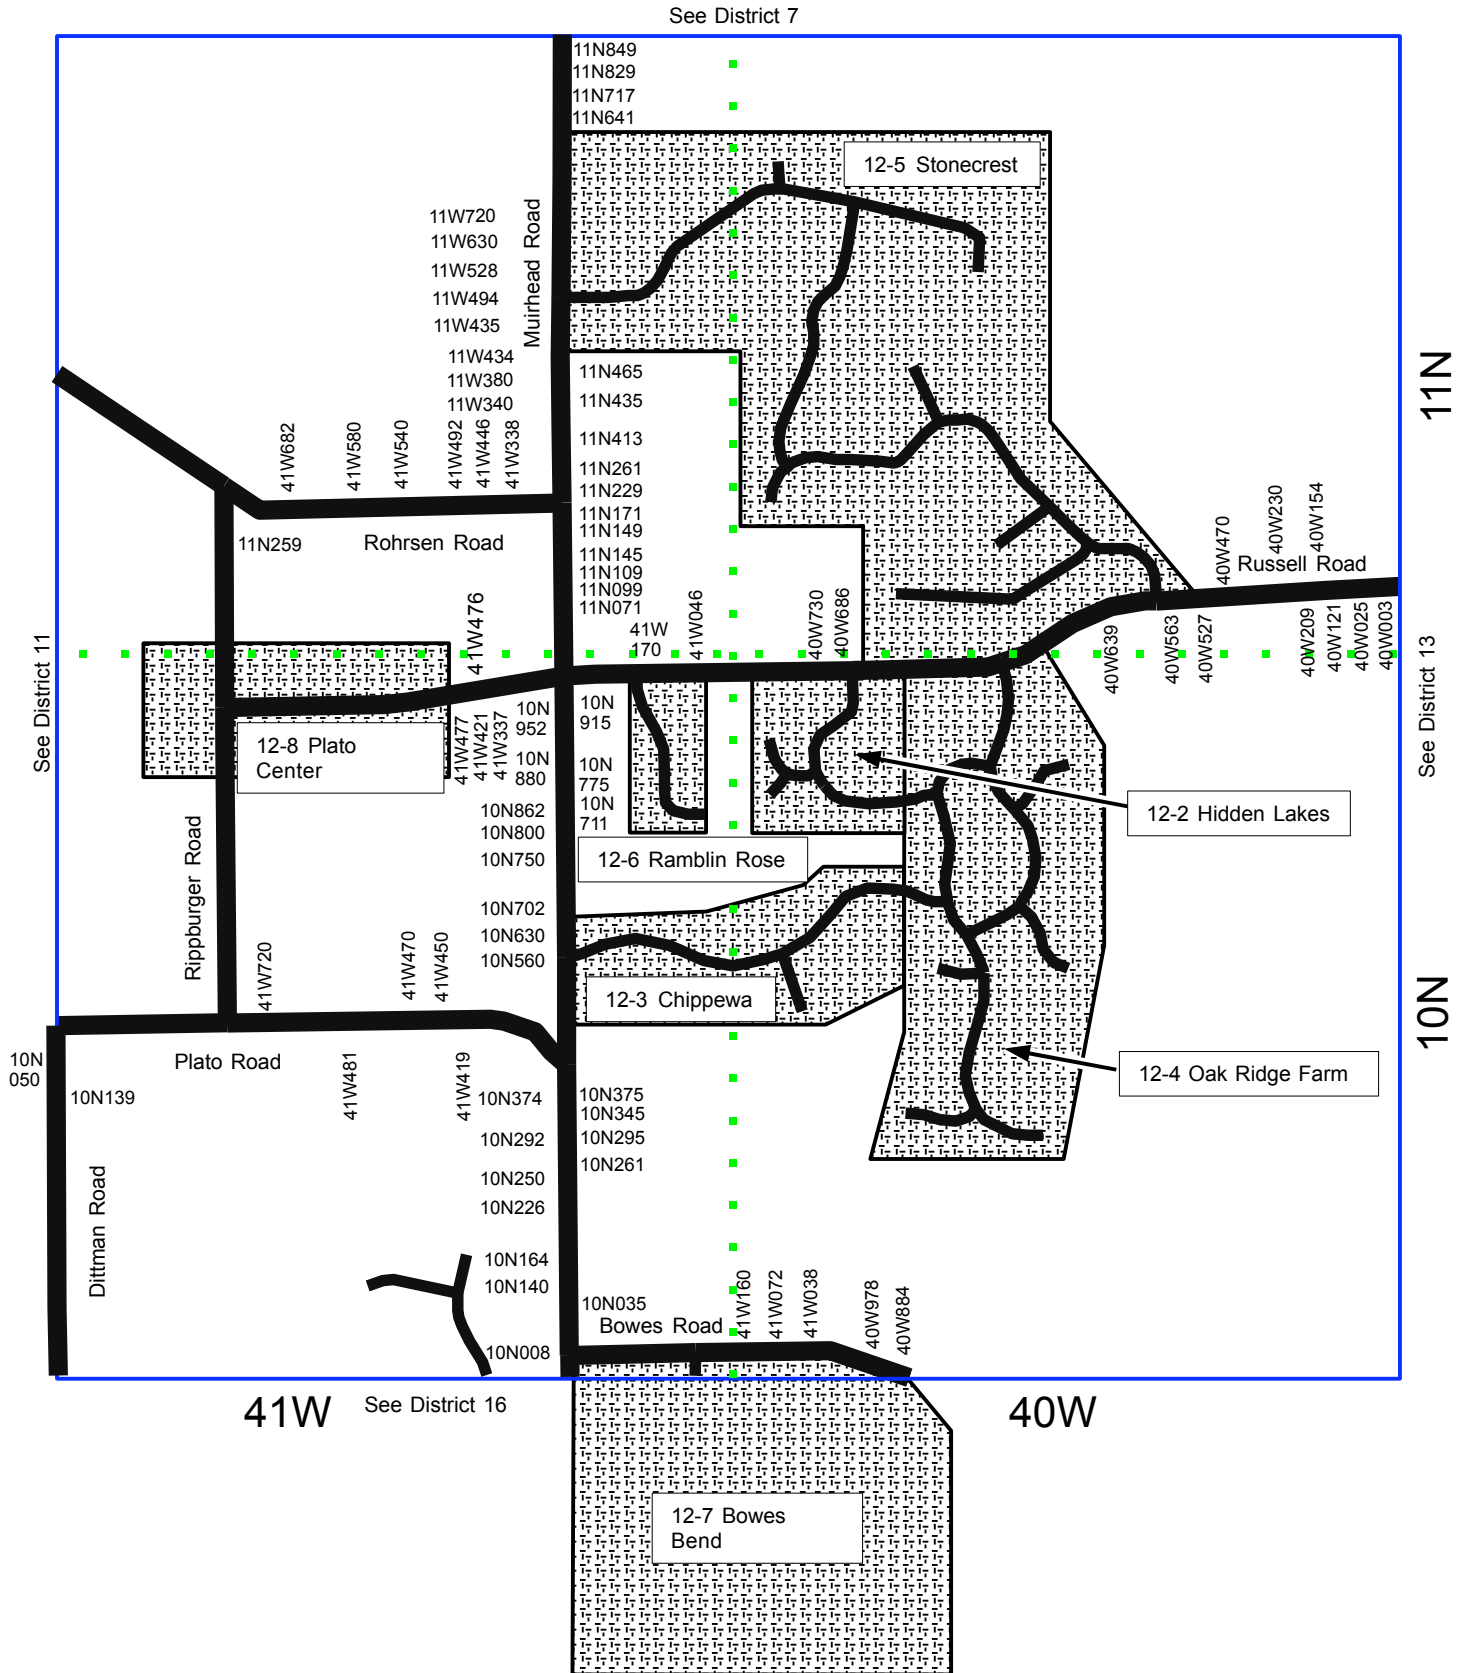 See District 7
11N849
11N829
11N717
11N641
12-5 Stonecrest
Muirhead Road
11W720
11W630
11W528
11W494
11W435
11W434
11W380
11W340
41W682
41W580
41W540
41W492
41W446
41W338
11N465
11N435
11N413
11N261
11N229
11N171
11N149
11N145
11N109
11N099
11N071
11N
11N259
Rohrsen Road
40W470
40W230
40W154
Russell Road
41W476
41W
170
41W046
40W730
40W686
40W639
40W563
40W527
40W209
40W121
40W025
40W003
See District 11
See District 13
12-8 Plato
Center
41W477
41W421
41W337
10N
952
10N
880
10N
915
10N
775
10N
711
10N862
10N800
10N750
12-2 Hidden Lakes
12-6 Ramblin Rose
Rippburger Road
10N702
10N630
10N560
41W720
41W470
41W450
12-3 Chippewa
10N
10N
050
Plato Road
10N139
41W481
41W419
10N374
10N292
10N250
10N226
10N375
10N345
10N295
10N261
12-4 Oak Ridge Farm
Dittman Road
10N164
10N140
10N008
10N035
Bowes Road
41W160
41W072
41W038
40W978
40W884
41W
See District 16
40W
12-7 Bowes
Bend